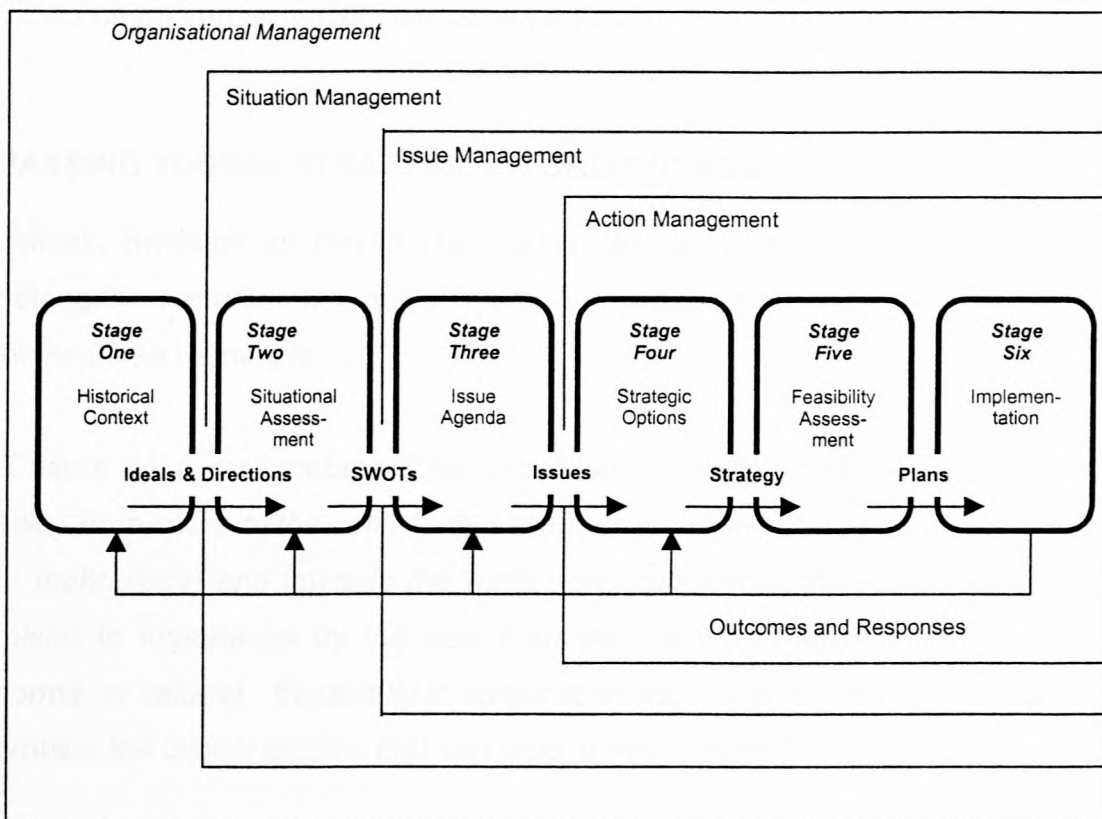 Organisational Management
Situation Management
Issue Management
Action Management
Stage
One
Historical
Context
Stage
Two
Situational
Assess-
ment
Stage
Three
Issue
Agenda
Stage
Four
Strategic
Options
Stage
Five
Feasibility
Assess-
ment
Stage
Six
Implemen-
tation
Ideals & Directions
SWOTs
Issues
Strategy
Plans
Outcomes and Responses